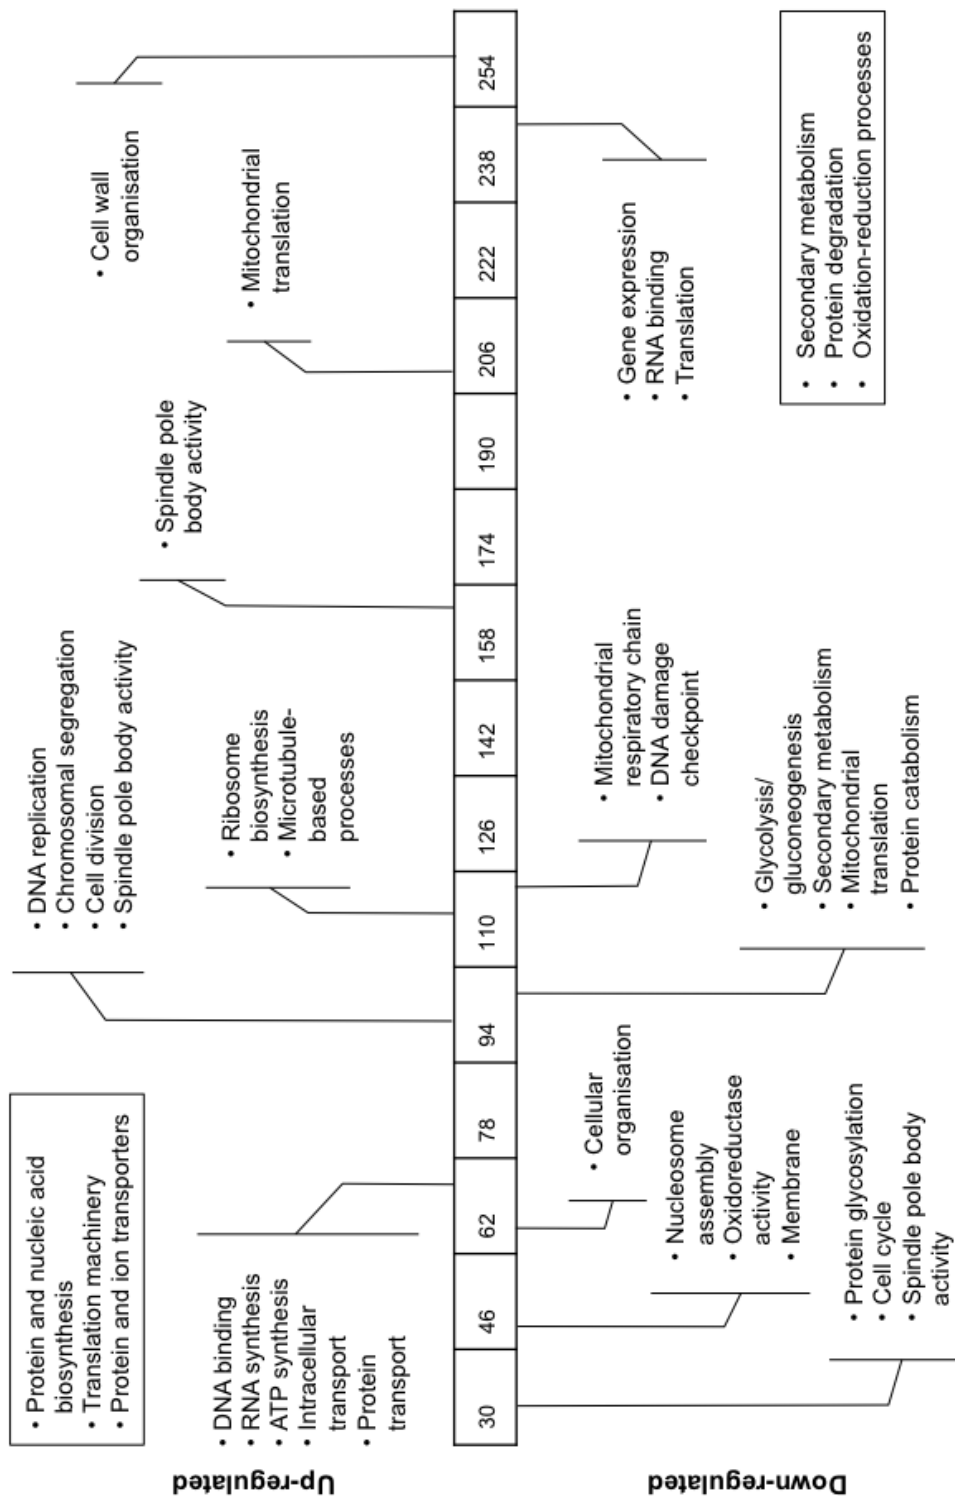 Up-regulated
• Protein and nucleic acid
biosynthesis
• Translation machinery
• Protein and ion transporters
• DNA binding
• RNA synthesis
• ATP synthesis
• Intracellular
transport
• Protein
transport
• DNA replication
• Chromosomal segregation
• Cell division
• Spindle pole body activity
• Ribosome
biosynthesis
• Microtubule-
based
processes
• Spindle pole
body activity
• Mitochondrial
translation
• Cell wall
organisation
30 46 62 78 94 110 126 142 158 174 190 206 222 238 254
Down-regulated
• Protein glycosylation
• Cell cycle
• Spindle pole body
activity
• Nucleosome
assembly
• Oxidoreductase
activity
• Membrane
• Cellular
organisation
• Glycolysis/
gluconeogenesis
• Secondary metabolism
• Mitochondrial
translation
• Protein catabolism
• Mitochondrial
respiratory chain
• DNA damage
checkpoint
• Gene expression
• RNA binding
• Translation
• Secondary metabolism
• Protein degradation
• Oxidation-reduction processes